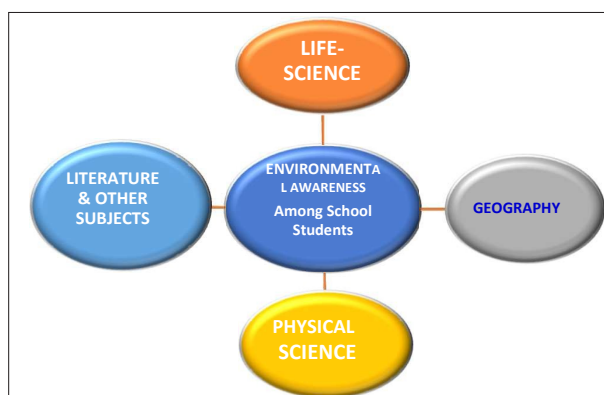 LIFE-
SCIENCE
LITERATURE
& OTHER
SUBJECTS
ENVIRONMENTA
L AWARENESS
Among School
Students
GEOGRAPHY
PHYSICAL
SCIENCE